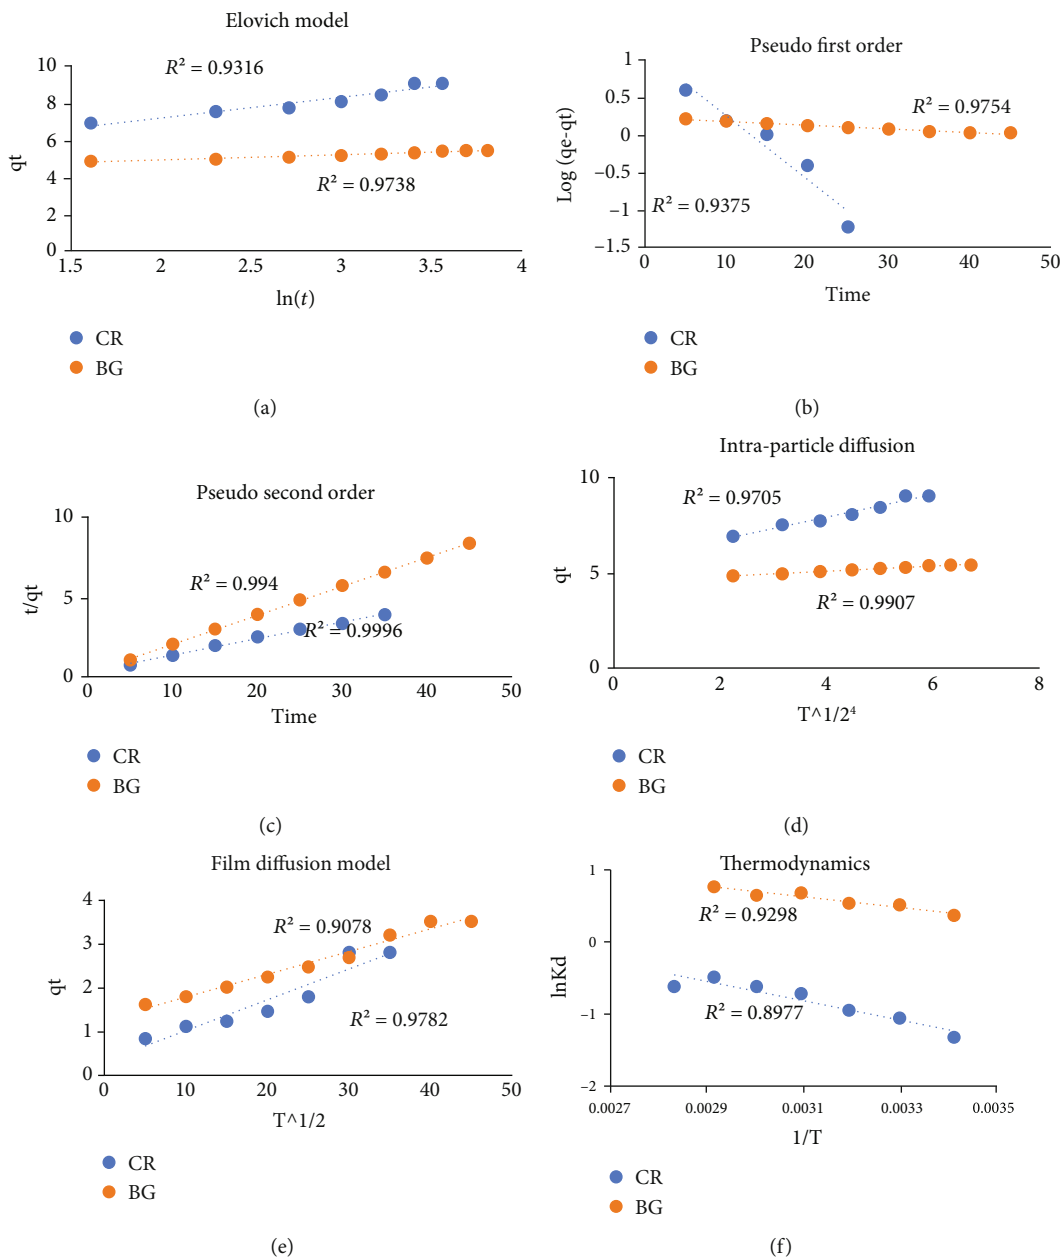 Elovich model
10
8
6
4
2
0
qt
R² = 0.9316
R² = 0.9738
1.5 2 2.5 3 3.5 4
ln(t)
CR
BG
(a)
Pseudo first order
1
0.5
0
−0.5
−1
−1.5
Log (qe-qt)
R² = 0.9754
R² = 0.9375
0 10 20 30 40 50
Time
CR
BG
(b)
Pseudo second order
10
5
0
t/qt
R² = 0.994
R² = 0.9996
0 10 20 30 40 50
Time
CR
BG
(c)
Intra-particle diffusion
10
5
0
qt
R² = 0.9705
R² = 0.9907
0 2 4 6 8
T^1/2⁴
CR
BG
(d)
Film diffusion model
4
3
2
1
0
qt
R² = 0.9078
R² = 0.9782
0 10 20 30 40 50
T^1/2
CR
BG
(e)
Thermodynamics
1
0
−1
−2
lnKd
R² = 0.9298
R² = 0.8977
0.0027 0.0029 0.0031 0.0033 0.0035
1/T
CR
BG
(f)